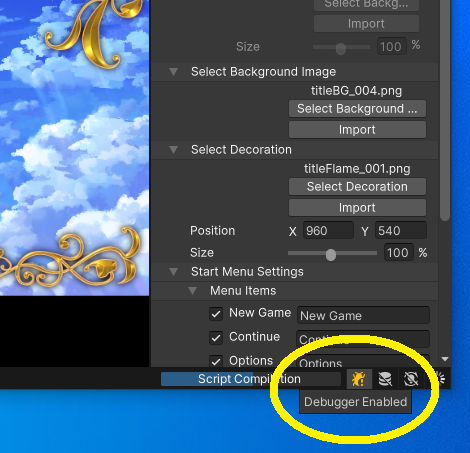 Select Backg...
Import
Size 100 %
Select Background Image
titleBG_004.png
Select Background ...
Import
Select Decoration
titleFlame_001.png
Select Decoration
Import
Position X 960 Y 540
Size 100 %
Start Menu Settings
Menu Items
New Game New Game
Continue Continue
Options Options
Script Compilation
Debugger Enabled